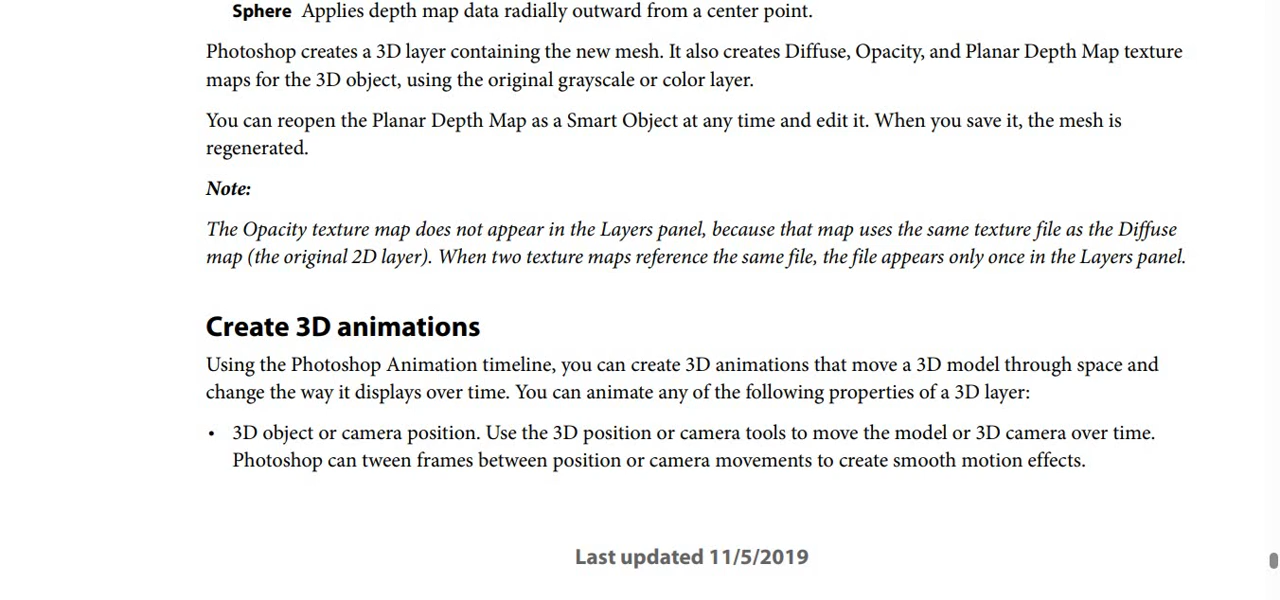 Sphere Applies depth map data radially outward from a center point.
Photoshop creates a 3D layer containing the new mesh. It also creates Diffuse, Opacity, and Planar Depth Map texture
maps for the 3D object, using the original grayscale or color layer.
You can reopen the Planar Depth Map as a Smart Object at any time and edit it. When you save it, the mesh is
regenerated.
Note:
The Opacity texture map does not appear in the Layers panel, because that map uses the same texture file as the Diffuse
map (the original 2D layer). When two texture maps reference the same file, the file appears only once in the Layers panel.
Create 3D animations
Using the Photoshop Animation timeline, you can create 3D animations that move a 3D model through space and
change the way it displays over time. You can animate any of the following properties of a 3D layer:
• 3D object or camera position. Use the 3D position or camera tools to move the model or 3D camera over time.
Photoshop can tween frames between position or camera movements to create smooth motion effects.
Last updated 11/5/2019